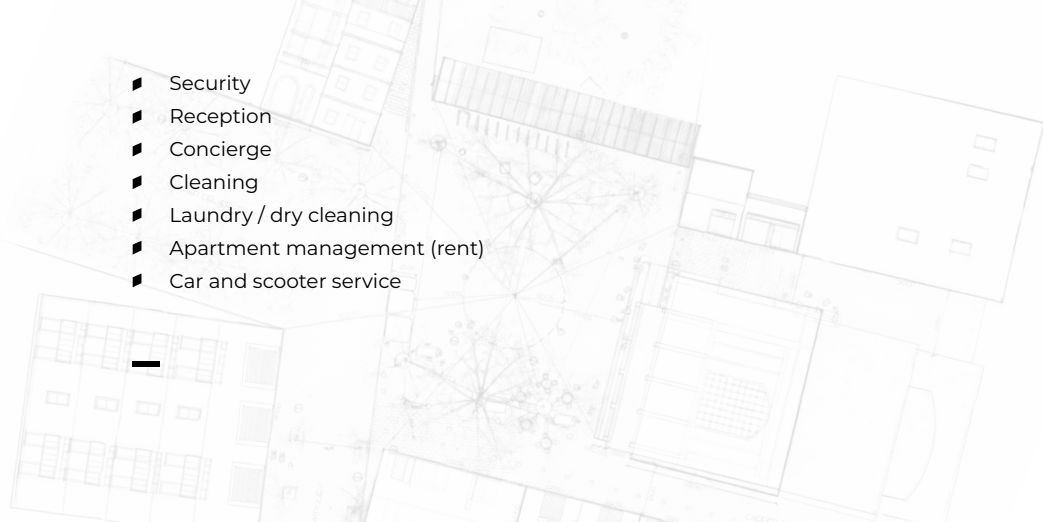 Security
Reception
Concierge
Cleaning
Laundry / dry cleaning
Apartment management (rent)
Car and scooter service